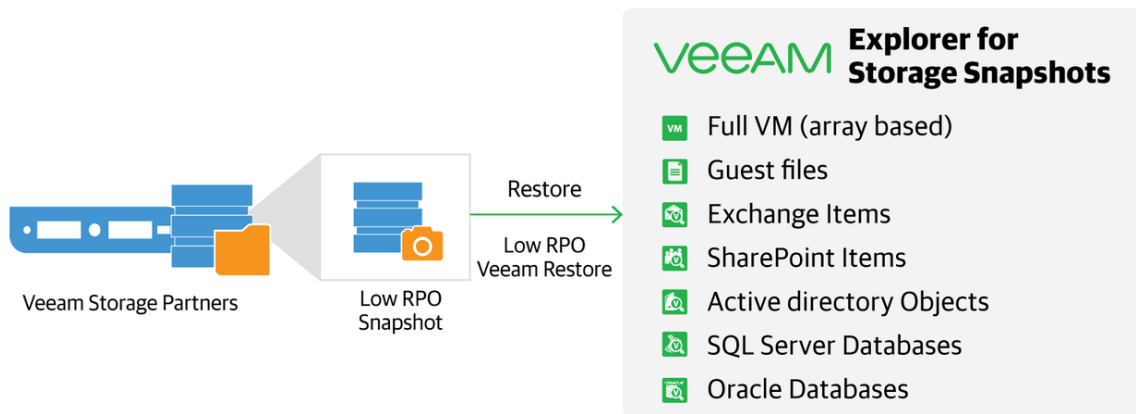 veeAM
Explorer for
Storage Snapshots
VM
Full VM (array based)
Guest files
Exchange Items
SharePoint Items
Active directory Objects
SQL Server Databases
ORACLE
Oracle Databases
Restore
Low RPO
Veeam Restore
Veeam Storage Partners
Low RPO
Snapshot